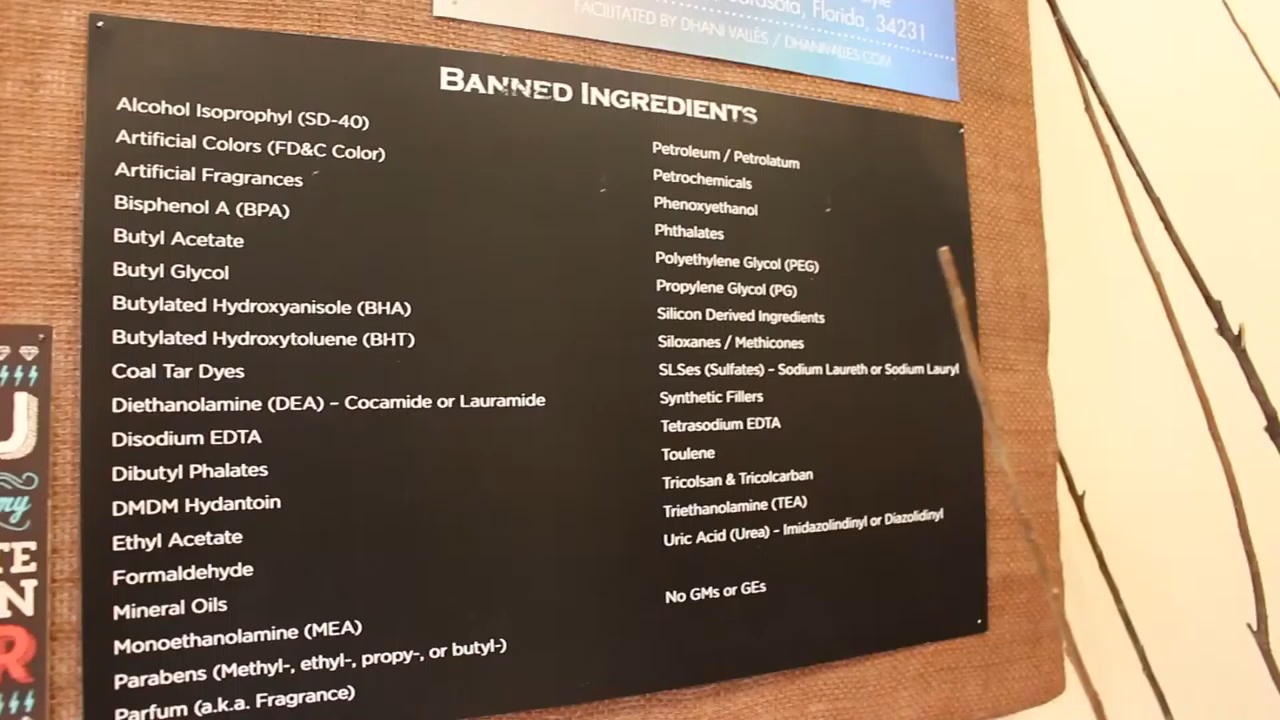 Sarasota, Florida, 34231
FACILITATED BY DHANI VALLÉS / DHANIVALLES.COM
BANNED INGREDIENTS
Alcohol Isoprophyl (SD-40)
Artificial Colors (FD&C Color)
Artificial Fragrances
Bisphenol A (BPA)
Butyl Acetate
Butyl Glycol
Butylated Hydroxyanisole (BHA)
Butylated Hydroxytoluene (BHT)
Coal Tar Dyes
Diethanolamine (DEA) – Cocamide or Lauramide
Disodium EDTA
Dibutyl Phalates
DMDM Hydantoin
Ethyl Acetate
Formaldehyde
Mineral Oils
Monoethanolamine (MEA)
Parabens (Methyl-, ethyl-, propy-, or butyl-)
Parfum (a.k.a. Fragrance)
Petroleum / Petrolatum
Petrochemicals
Phenoxyethanol
Phthalates
Polyethylene Glycol (PEG)
Propylene Glycol (PG)
Silicon Derived Ingredients
Siloxanes / Methicones
SLSes (Sulfates) – Sodium Laureth or Sodium Lauryl
Synthetic Fillers
Tetrasodium EDTA
Toulene
Tricolsan & Tricolcarban
Triethanolamine (TEA)
Uric Acid (Urea) – Imidazolindinyl or Diazolidinyl
No GMs or GEs